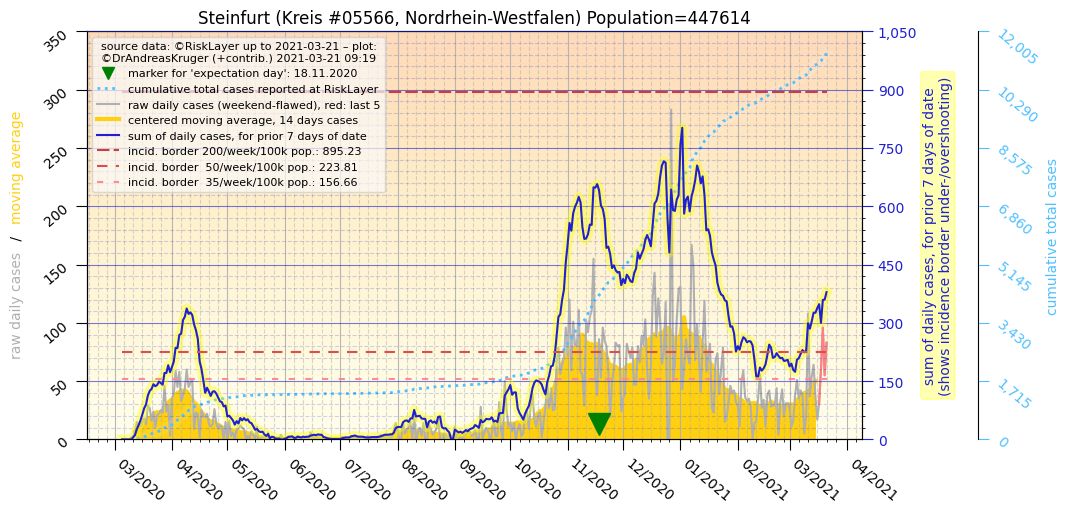 Steinfurt (Kreis #05566, Nordrhein-Westfalen) Population=447614
source data: ©RiskLayer up to 2021-03-21 – plot:
©DrAndreasKruger (+contrib.) 2021-03-21 09:19
marker for 'expectation day': 18.11.2020
cumulative total cases reported at RiskLayer
raw daily cases (weekend-flawed), red: last 5
centered moving average, 14 days cases
sum of daily cases, for prior 7 days of date
incid. border 200/week/100k pop.: 895.23
incid. border  50/week/100k pop.: 223.81
incid. border  35/week/100k pop.: 156.66
raw daily cases  /  moving average
350
300
250
200
150
100
50
0
03/2020
04/2020
05/2020
06/2020
07/2020
08/2020
09/2020
10/2020
11/2020
12/2020
01/2021
02/2021
03/2021
04/2021
1,050
900
750
600
450
300
150
0
sum of daily cases, for prior 7 days of date
(shows incidence border under-/overshooting)
12,005
10,290
8,575
6,860
5,145
3,430
1,715
0
cumulative total cases